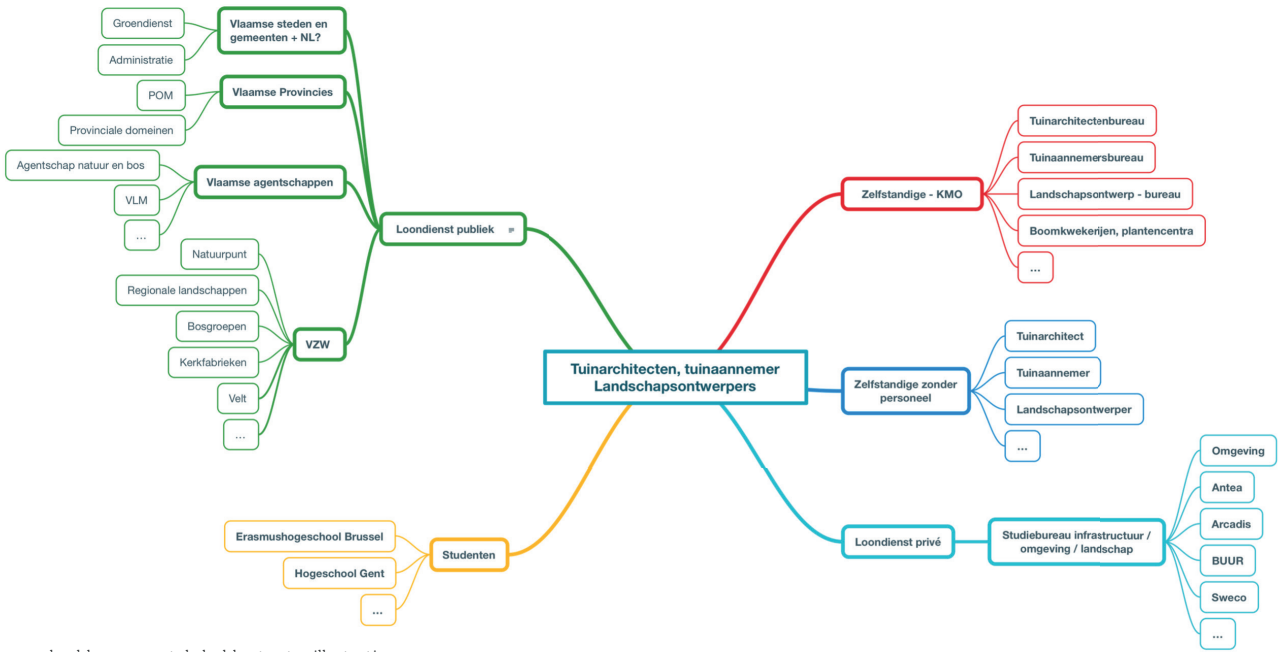 Groendienst
Administratie
Vlaamse steden en
gemeenten + NL?
POM
Provinciale domeinen
Vlaamse Provincies
Agentschap natuur en bos
VLM
...
Vlaamse agentschappen
Natuurpunt
Regionale landschappen
Bosgroepen
Kerkfabrieken
Velt
...
VZW
Loondienst publiek
Erasmushogeschool Brussel
Hogeschool Gent
...
Studenten
Tuinarchitecten, tuinaannemer
Landschapsontwerpers
Zelfstandige - KMO
Tuinarchitectenbureau
Tuinaannemersbureau
Landschapsontwerp - bureau
Boomkwekerijen, plantencentra
...
Zelfstandige zonder
personeel
Tuinarchitect
Tuinaannemer
Landschapsontwerper
...
Loondienst privé
Studiebureau infrastructuur /
omgeving / landschap
Omgeving
Antea
Arcadis
BUUR
Sweco
...